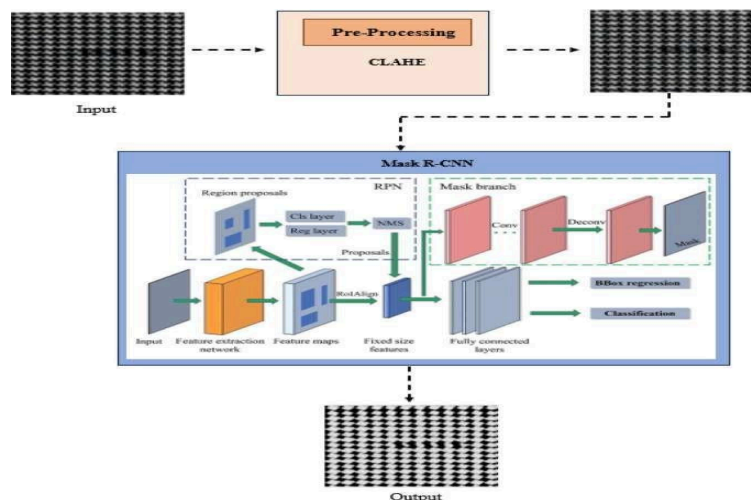 Pre-Processing
CLAHE
Input
Mask R-CNN
Region proposals
RPN
Mask branch
Cls layer
Reg layer
NMS
Conv
Deconv
Mask
Proposals
RoIAlign
BBox regression
Classification
Input
Feature extraction
network
Feature maps
Fixed size
features
Fully connected
layers
Output